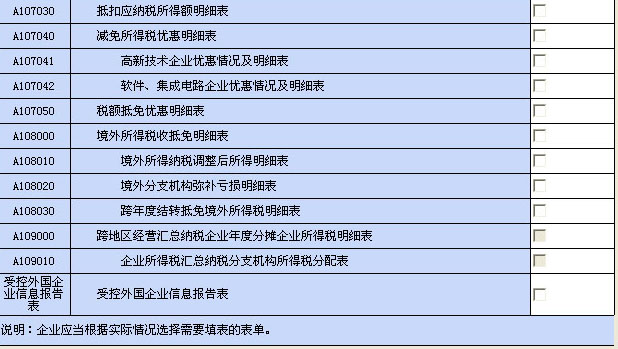 A107030 抵扣应纳税所得额明细表
A107040 减免所得税优惠明细表
A107041 高新技术企业优惠情况及明细表
A107042 软件、集成电路企业优惠情况及明细表
A107050 税额抵免优惠明细表
A108000 境外所得税收抵免明细表
A108010 境外所得纳税调整后所得明细表
A108020 境外分支机构弥补亏损明细表
A108030 跨年度结转抵免境外所得税明细表
A109000 跨地区经营汇总纳税企业年度分摊企业所得税明细表
A109010 企业所得税汇总纳税分支机构所得税分配表
受控外国企
业信息报告
表
受控外国企业信息报告表
说明：企业应当根据实际情况选择需要填表的表单。